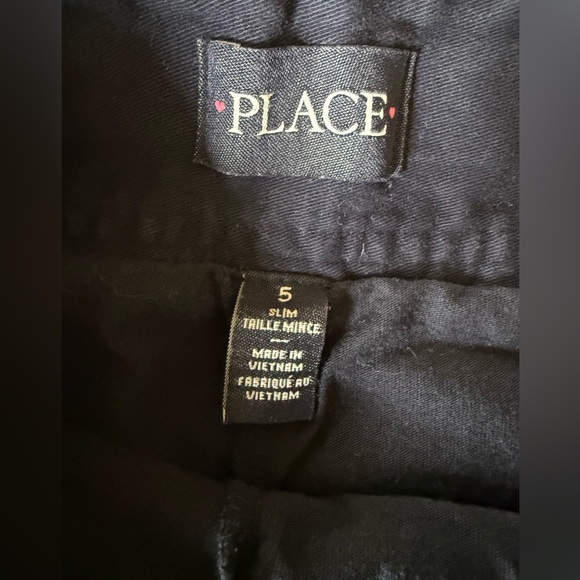 PLACE
5
SLIM
TAILLE MINCE
MADE IN
VIETNAM
FABRIQUÉ AU
VIETNAM